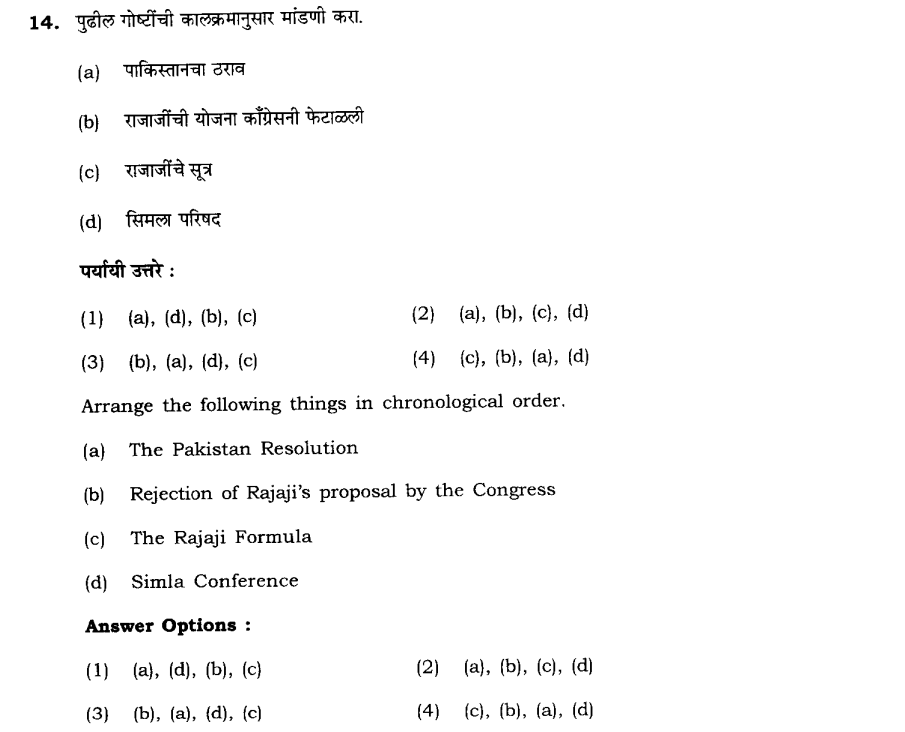 14. पुढील गोष्टींची कालक्रमानुसार मांडणी करा.
(a) पाकिस्तानचा ठराव
(b) राजाजींची योजना काँग्रेसनी फेटाळली
(c) राजाजींचे सूत्र
(d) सिमला परिषद
पर्यायी उत्तरे :
(1) (a), (d), (b), (c) (2) (a), (b), (c), (d)
(3) (b), (a), (d), (c) (4) (c), (b), (a), (d)
Arrange the following things in chronological order.
(a) The Pakistan Resolution
(b) Rejection of Rajaji's proposal by the Congress
(c) The Rajaji Formula
(d) Simla Conference
Answer Options :
(1) (a), (d), (b), (c) (2) (a), (b), (c), (d)
(3) (b), (a), (d), (c) (4) (c), (b), (a), (d)